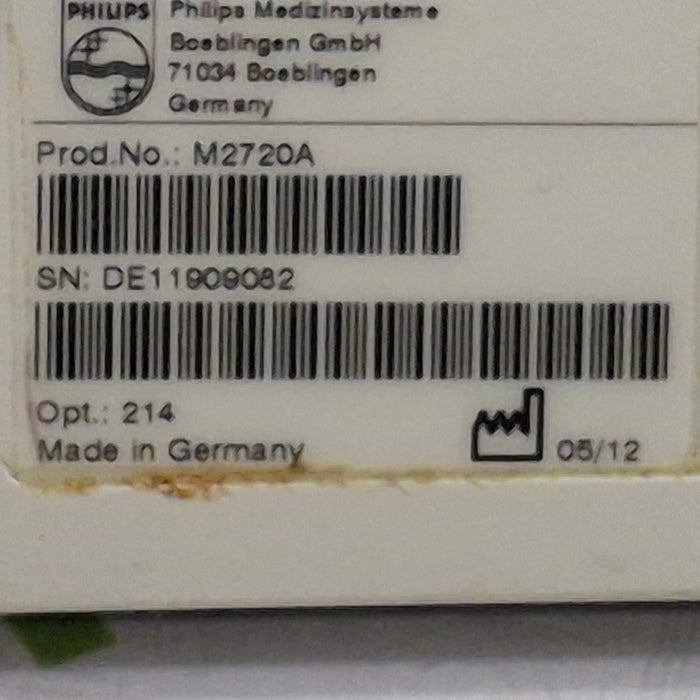 PHILIPS
Philips Medizinsysteme
Boeblingen GmbH
71034 Boeblingen
Germany
Prod.No.: M2720A
SN: DE11909082
Opt.: 214
Made in Germany
05/12